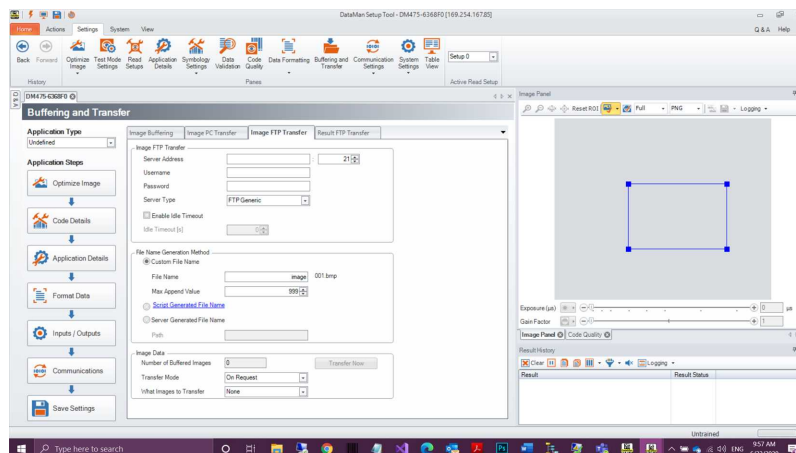 DataMan Setup Tool - DM475-6368F0 [169.254.167.85]
Home Actions Settings System View Q & A Help
Back Forward Optimize Image Test Mode Settings Read Setups Application Details Symbology Settings Data Validation Code Quality Data Formatting Buffering and Transfer Communication Settings System Settings Table View Setup 0
History Panes Active Read Setup
Q & A
DM475-6368F0
Buffering and Transfer
Application Type
Undefined
Application Steps
Optimize Image
Code Details
Application Details
Format Data
Inputs / Outputs
Communications
Save Settings
Image Buffering Image PC Transfer Image FTP Transfer Result FTP Transfer
Image FTP Transfer
Server Address : 21
Username
Password
Server Type FTP Generic
Enable Idle Timeout
Idle Timeout [s] 0
File Name Generation Method
Custom File Name
File Name image 001.bmp
Max Append Value 999
Script Generated File Name
Server Generated File Name
Path
Image Data
Number of Buffered Images 0 Transfer Now
Transfer Mode On Request
What Images to Transfer None
Image Panel
Reset ROI Full PNG Logging
Exposure (µs) 0 µs
Gain Factor 1
Image Panel Code Quality
Result History
Clear Logging
Result Result Status
Untrained
Type here to search
ENG 9:57 AM